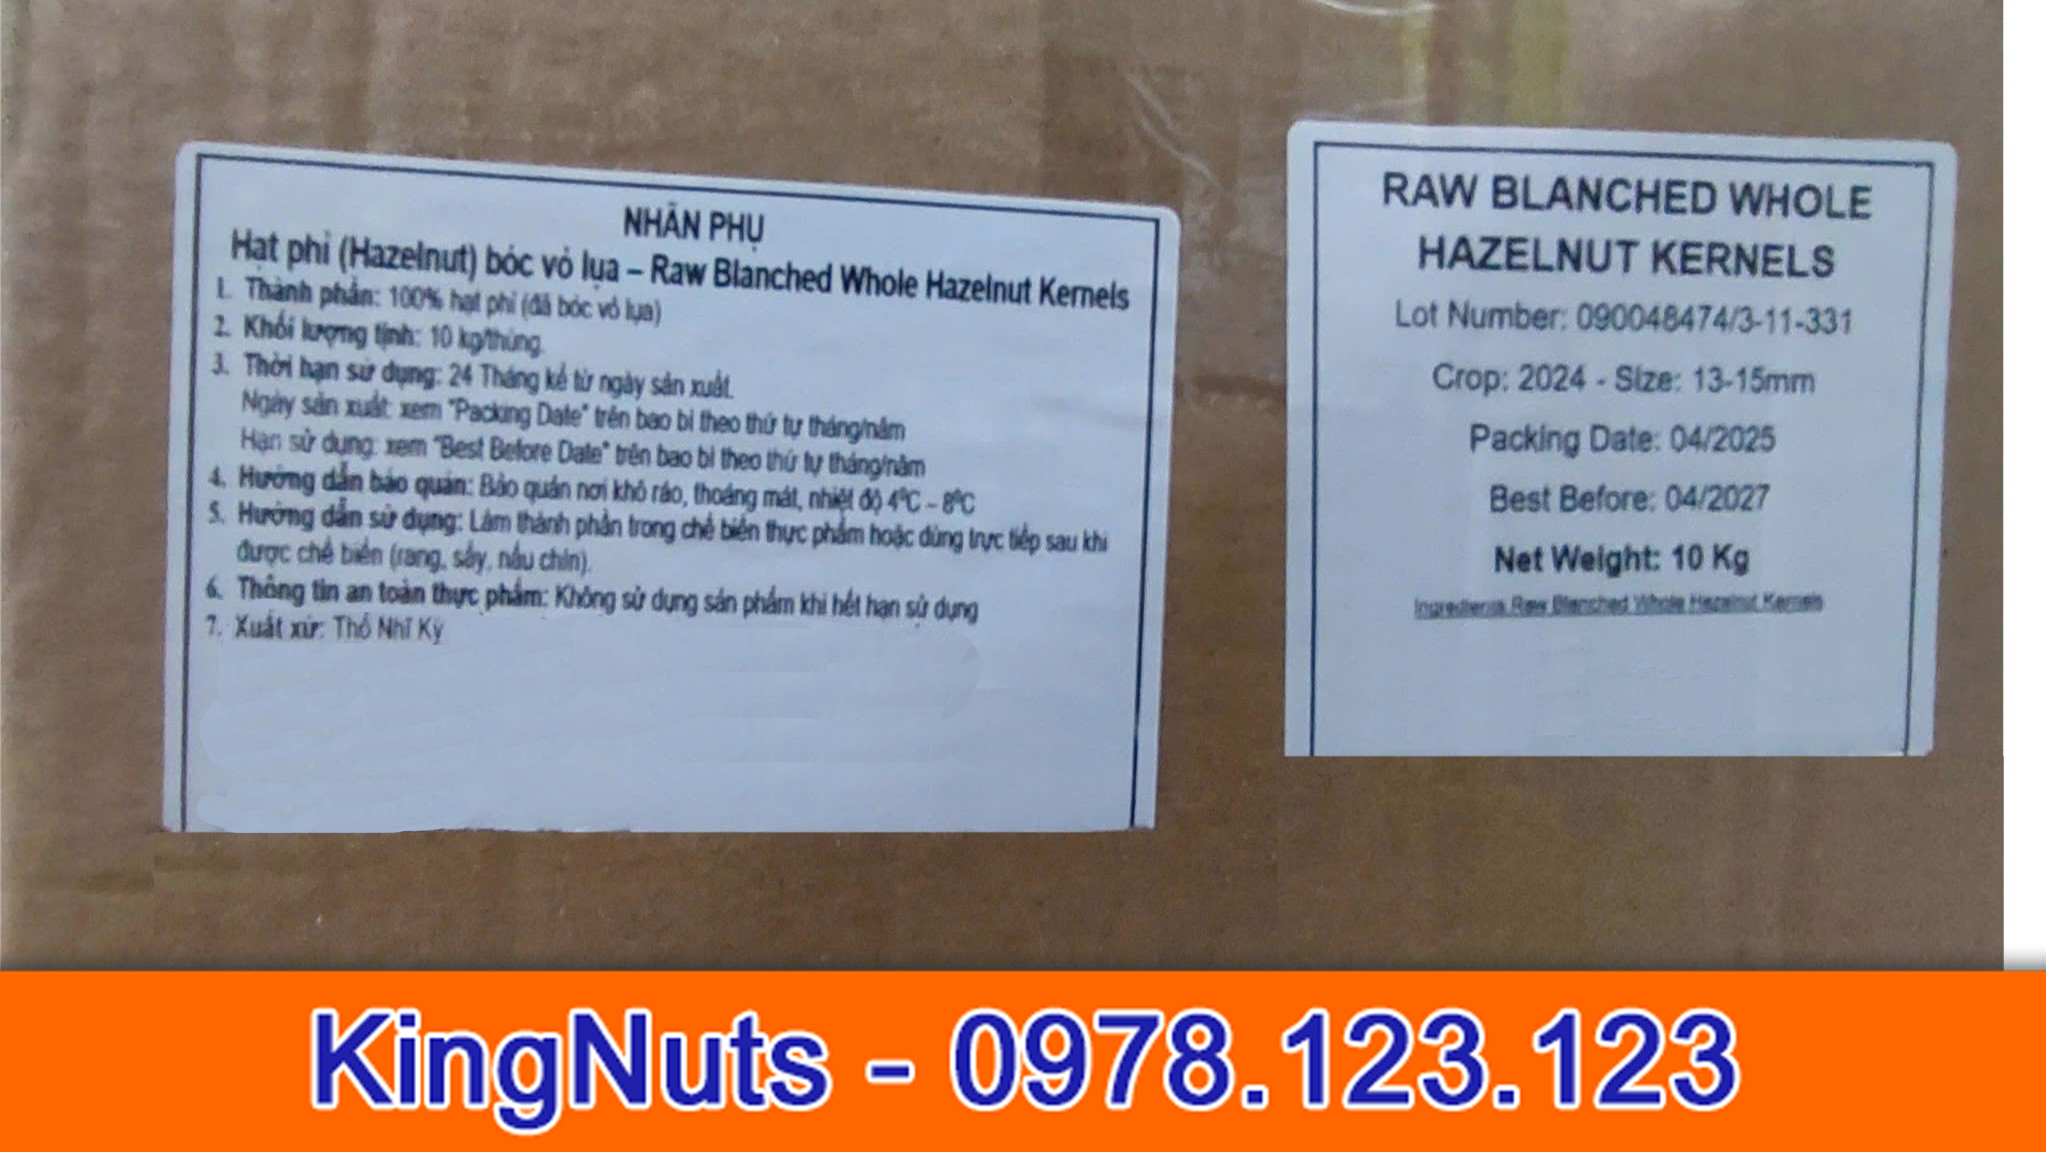 NHÃN PHỤ
Hạt phỉ (Hazelnut) bóc vỏ lụa – Raw Blanched Whole Hazelnut Kernels
1. Thành phần: 100% hạt phỉ (đã bóc vỏ lụa)
2. Khối lượng tịnh: 10 kg/thùng.
3. Thời hạn sử dụng: 24 Tháng kể từ ngày sản xuất.
Ngày sản xuất: xem "Packing Date" trên bao bì theo thứ tự tháng/năm
Hạn sử dụng: xem "Best Before Date" trên bao bì theo thứ tự tháng/năm
4. Hướng dẫn bảo quản: Bảo quản nơi khô ráo, thoáng mát, nhiệt độ 4⁰C – 8⁰C
5. Hướng dẫn sử dụng: Làm thành phần trong chế biến thực phẩm hoặc dùng trực tiếp sau khi
được chế biến (rang, sấy, nấu chín).
6. Thông tin an toàn thực phẩm: Không sử dụng sản phẩm khi hết hạn sử dụng
7. Xuất xứ: Thổ Nhĩ Kỳ
RAW BLANCHED WHOLE
HAZELNUT KERNELS
Lot Number: 090048474/3-11-331
Crop: 2024 - Size: 13-15mm
Packing Date: 04/2025
Best Before: 04/2027
Net Weight: 10 Kg
Ingredients Raw Blanched Whole Hazelnut Kernels
KingNuts - 0978.123.123